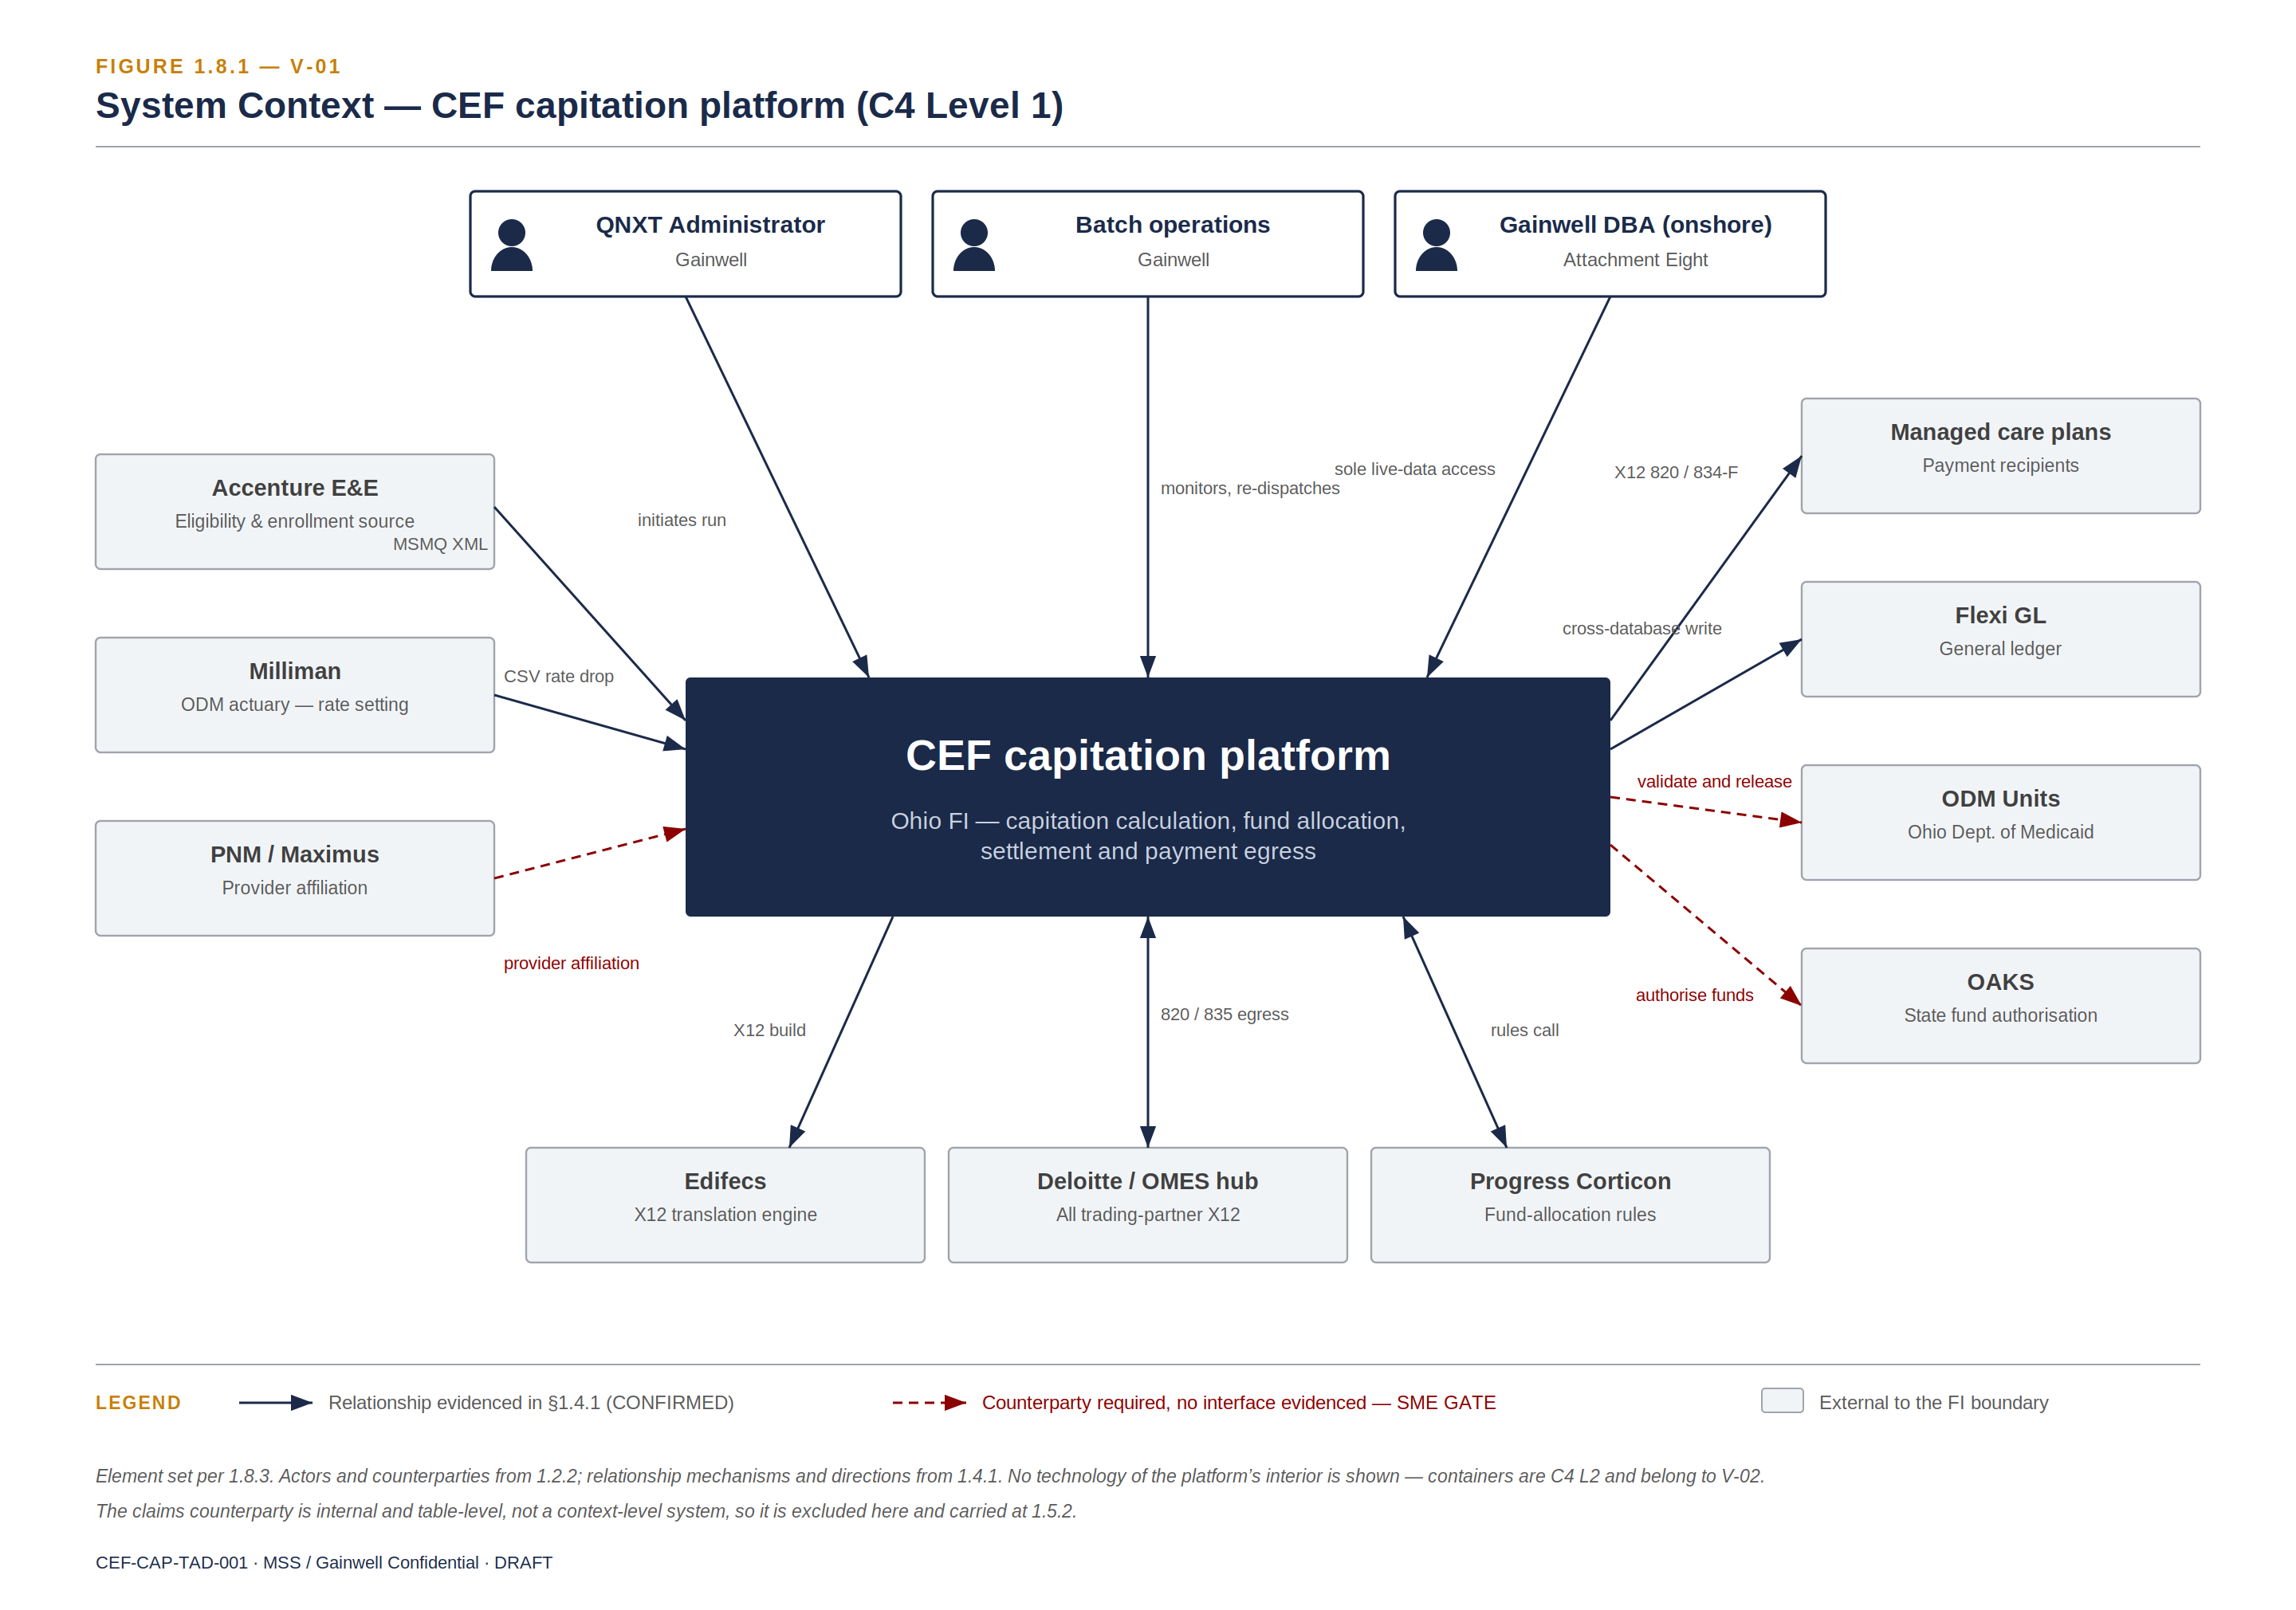 FIGURE 1.8.1 — V-01
System Context — CEF capitation platform (C4 Level 1)
QNXT Administrator
Gainwell
Batch operations
Gainwell
Gainwell DBA (onshore)
Attachment Eight
Accenture E&E
Eligibility & enrollment source
MSMQ XML
Milliman
ODM actuary — rate setting
CSV rate drop
PNM / Maximus
Provider affiliation
provider affiliation
initiates run
monitors, re-dispatches
sole live-data access
X12 820 / 834-F
cross-database write
Managed care plans
Payment recipients
Flexi GL
General ledger
validate and release
ODM Units
Ohio Dept. of Medicaid
authorise funds
OAKS
State fund authorisation
CEF capitation platform
Ohio FI — capitation calculation, fund allocation,
settlement and payment egress
X12 build
820 / 835 egress
rules call
Edifecs
X12 translation engine
Deloitte / OMES hub
All trading-partner X12
Progress Corticon
Fund-allocation rules
LEGEND
Relationship evidenced in §1.4.1 (CONFIRMED)
Counterparty required, no interface evidenced — SME GATE
External to the FI boundary
Element set per 1.8.3. Actors and counterparties from 1.2.2; relationship mechanisms and directions from 1.4.1. No technology of the platform’s interior is shown — containers are C4 L2 and belong to V-02.
The claims counterparty is internal and table-level, not a context-level system, so it is excluded here and carried at 1.5.2.
CEF-CAP-TAD-001 · MSS / Gainwell Confidential · DRAFT